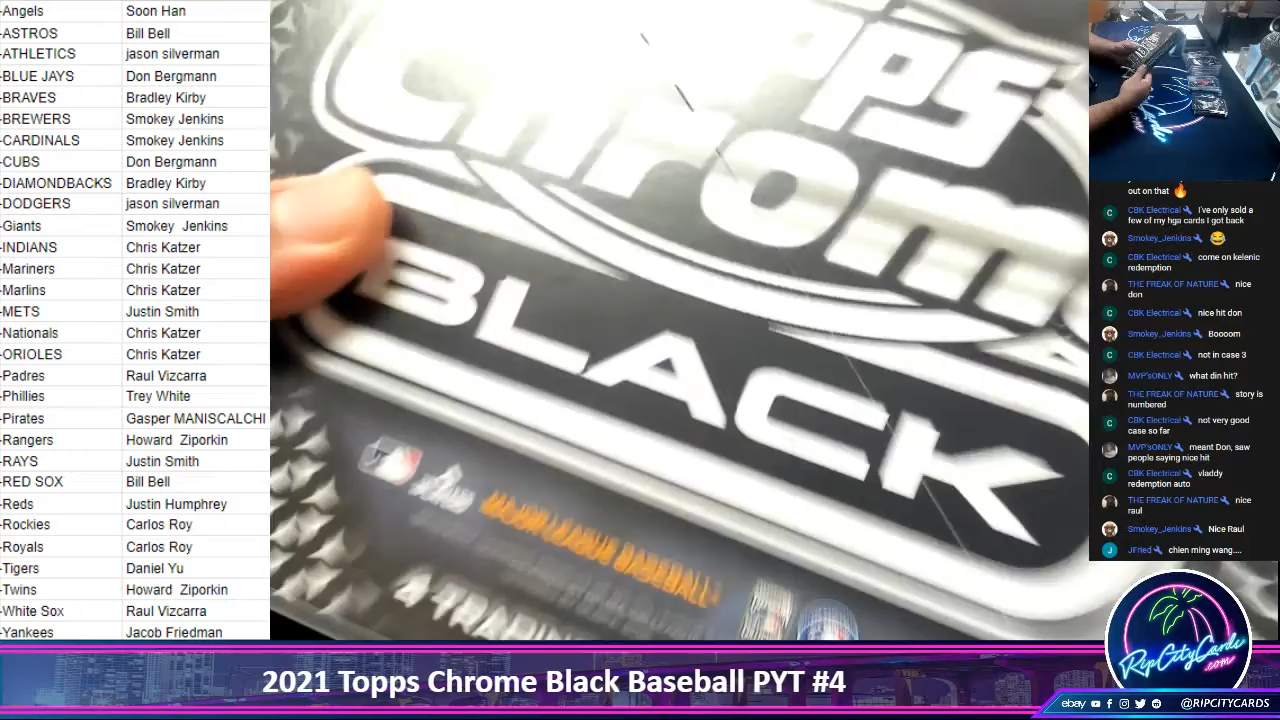 -Angels Soon Han
-ASTROS Bill Bell
-ATHLETICS jason silverman
-BLUE JAYS Don Bergmann
-BRAVES Bradley Kirby
-BREWERS Smokey Jenkins
-CARDINALS Smokey Jenkins
-CUBS Don Bergmann
-DIAMONDBACKS Bradley Kirby
-DODGERS jason silverman
-Giants Smokey Jenkins
-INDIANS Chris Katzer
-Mariners Chris Katzer
-Marlins Chris Katzer
-METS Justin Smith
-Nationals Chris Katzer
-ORIOLES Chris Katzer
-Padres Raul Vizcarra
-Phillies Trey White
-Pirates Gasper MANISCALCHI
-Rangers Howard Ziporkin
-RAYS Justin Smith
-RED SOX Bill Bell
-Reds Justin Humphrey
-Rockies Carlos Roy
-Royals Carlos Roy
-Tigers Daniel Yu
-Twins Howard Ziporkin
-White Sox Raul Vizcarra
-Yankees Jacob Friedman
PS
CHROME
BLACK
MAJOR LEAGUE BASEBALL
4
out on that 🔥
C CBK Electrical I've only sold a
few of my hga cards I got back
Smokey_Jenkins 😂
C CBK Electrical come on kelenic
redemption
THE FREAK OF NATURE nice
don
C CBK Electrical nice hit don
Smokey_Jenkins Boooom
C CBK Electrical not in case 3
MVP'sONLY what din hit?
THE FREAK OF NATURE story is
numbered
C CBK Electrical not very good
case so far
MVP'sONLY meant Don, saw
people saying nice hit
C CBK Electrical vladdy
redemption auto
THE FREAK OF NATURE nice
raul
Smokey_Jenkins Nice Raul
J JFried chien ming wang....
RipCityCards
.com
2021 Topps Chrome Black Baseball PYT #4
ebay @RIPCITYCARDS